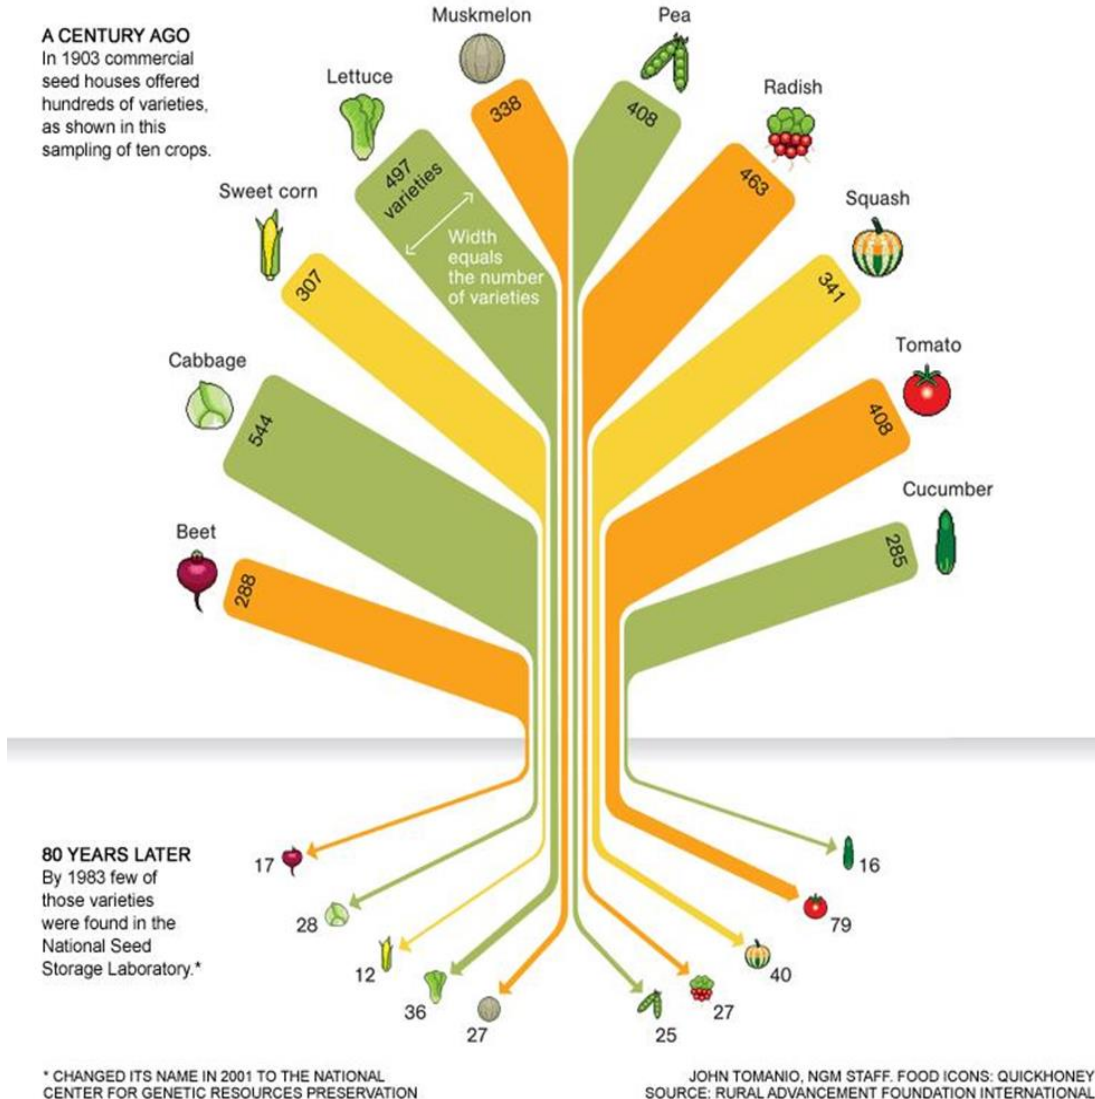 A CENTURY AGO
In 1903 commercial
seed houses offered
hundreds of varieties,
as shown in this
sampling of ten crops.
Muskmelon
338
Pea
408
Lettuce
497
varieties
Width
equals
the number
of varieties
Radish
463
Sweet corn
307
Squash
341
Cabbage
544
Tomato
408
Beet
288
Cucumber
285
80 YEARS LATER
By 1983 few of
those varieties
were found in the
National Seed
Storage Laboratory.*
17
28
12
36
27
25
27
40
79
16
* CHANGED ITS NAME IN 2001 TO THE NATIONAL
CENTER FOR GENETIC RESOURCES PRESERVATION
JOHN TOMANIO, NGM STAFF. FOOD ICONS: QUICKHONEY
SOURCE: RURAL ADVANCEMENT FOUNDATION INTERNATIONAL